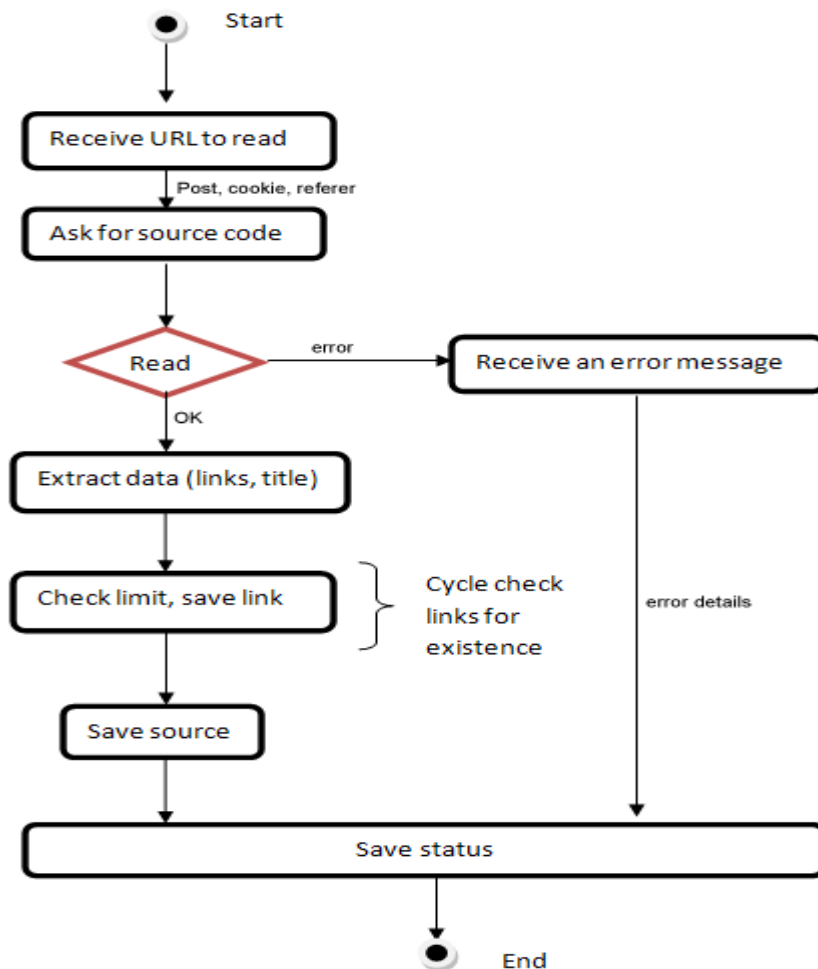 Start
Receive URL to read
Post, cookie, referer
Ask for source code
Read
error
Receive an error message
OK
Extract data (links, title)
Check limit, save link
Cycle check
links for
existence
error details
Save source
Save status
End